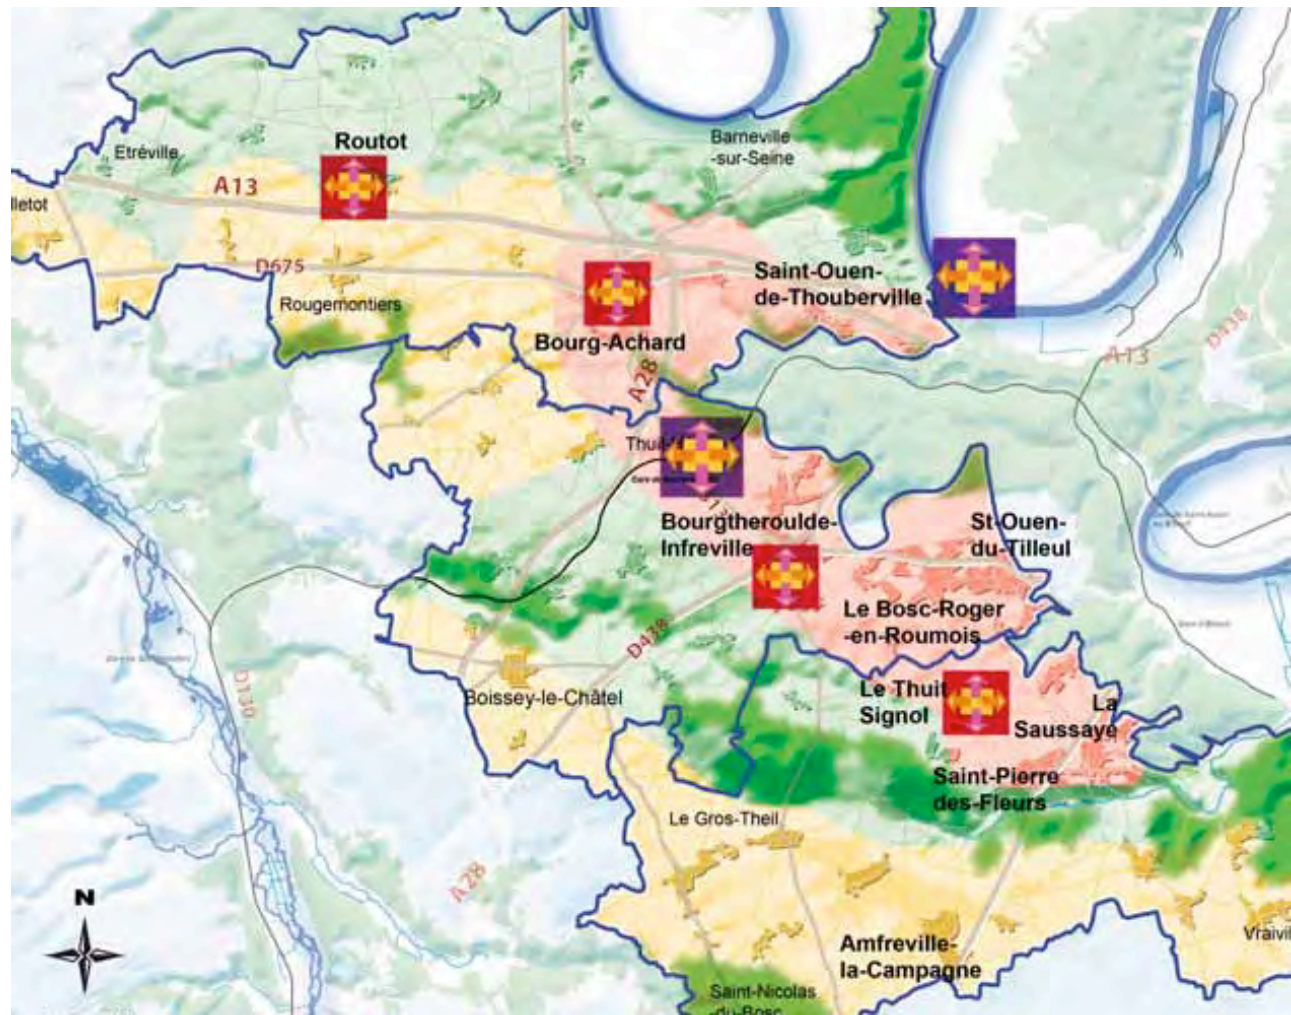 Routot
Etréville
Barneville
-sur-Seine
A13
lletot
D675
Rougemontiers
Saint-Ouen-
de-Thouberville
Bourg-Achard
A28
A13
D438
Bourgtheroulde-
Infreville
St-Ouen-
du-Tilleul
Le Bosc-Roger
-en-Roumois
D438
D130
Boissey-le-Châtel
Le Thuit
Signol
La
Saussaye
Saint-Pierre
des-Fleurs
Le Gros-Theil
A28
N
Amfreville-
la-Campagne
Saint-Nicolas
-du-Bosc